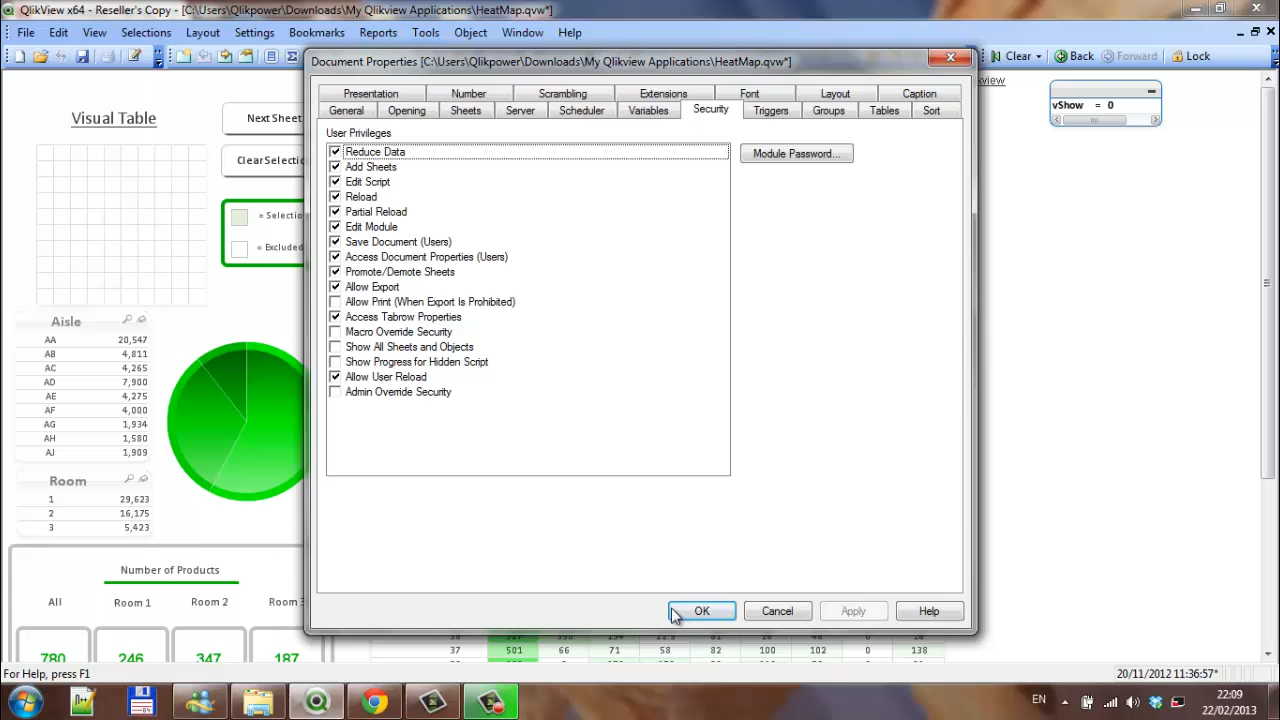 QlikView x64 - Reseller's Copy - [C:\Users\Qlikpower\Downloads\My Qlikview Applications\HeatMap.qvw*]
File Edit View Selections Layout Settings Bookmarks Reports Tools Object Window Help
Clear Back Forward Lock
Document Properties [C:\Users\Qlikpower\Downloads\My Qlikview Applications\HeatMap.qvw*]
Presentation Number Scrambling Extensions Font Layout Caption
General Opening Sheets Server Scheduler Variables Security Triggers Groups Tables Sort
User Privileges
Reduce Data
Add Sheets
Edit Script
Reload
Partial Reload
Edit Module
Save Document (Users)
Access Document Properties (Users)
Promote/Demote Sheets
Allow Export
Allow Print (When Export Is Prohibited)
Access Tabrow Properties
Macro Override Security
Show All Sheets and Objects
Show Progress for Hidden Script
Allow User Reload
Admin Override Security
Module Password...
OK Cancel Apply Help
Visual Table
Next Sheet
Clear Selectio
= Selectio
= Excluded
vShow = 0
Aisle
AA 20,547
AB 4,811
AC 4,265
AD 7,900
AE 4,275
AF 4,000
AG 1,934
AH 1,580
AJ 1,909
Room
1 29,623
2 16,175
3 5,423
Number of Products
All Room 1 Room 2 Room 3
780 246 347 187
37 501 66 71 58 82 100 102 0 138
For Help, press F1
20/11/2012 11:36:57*
EN
22:09
22/02/2013